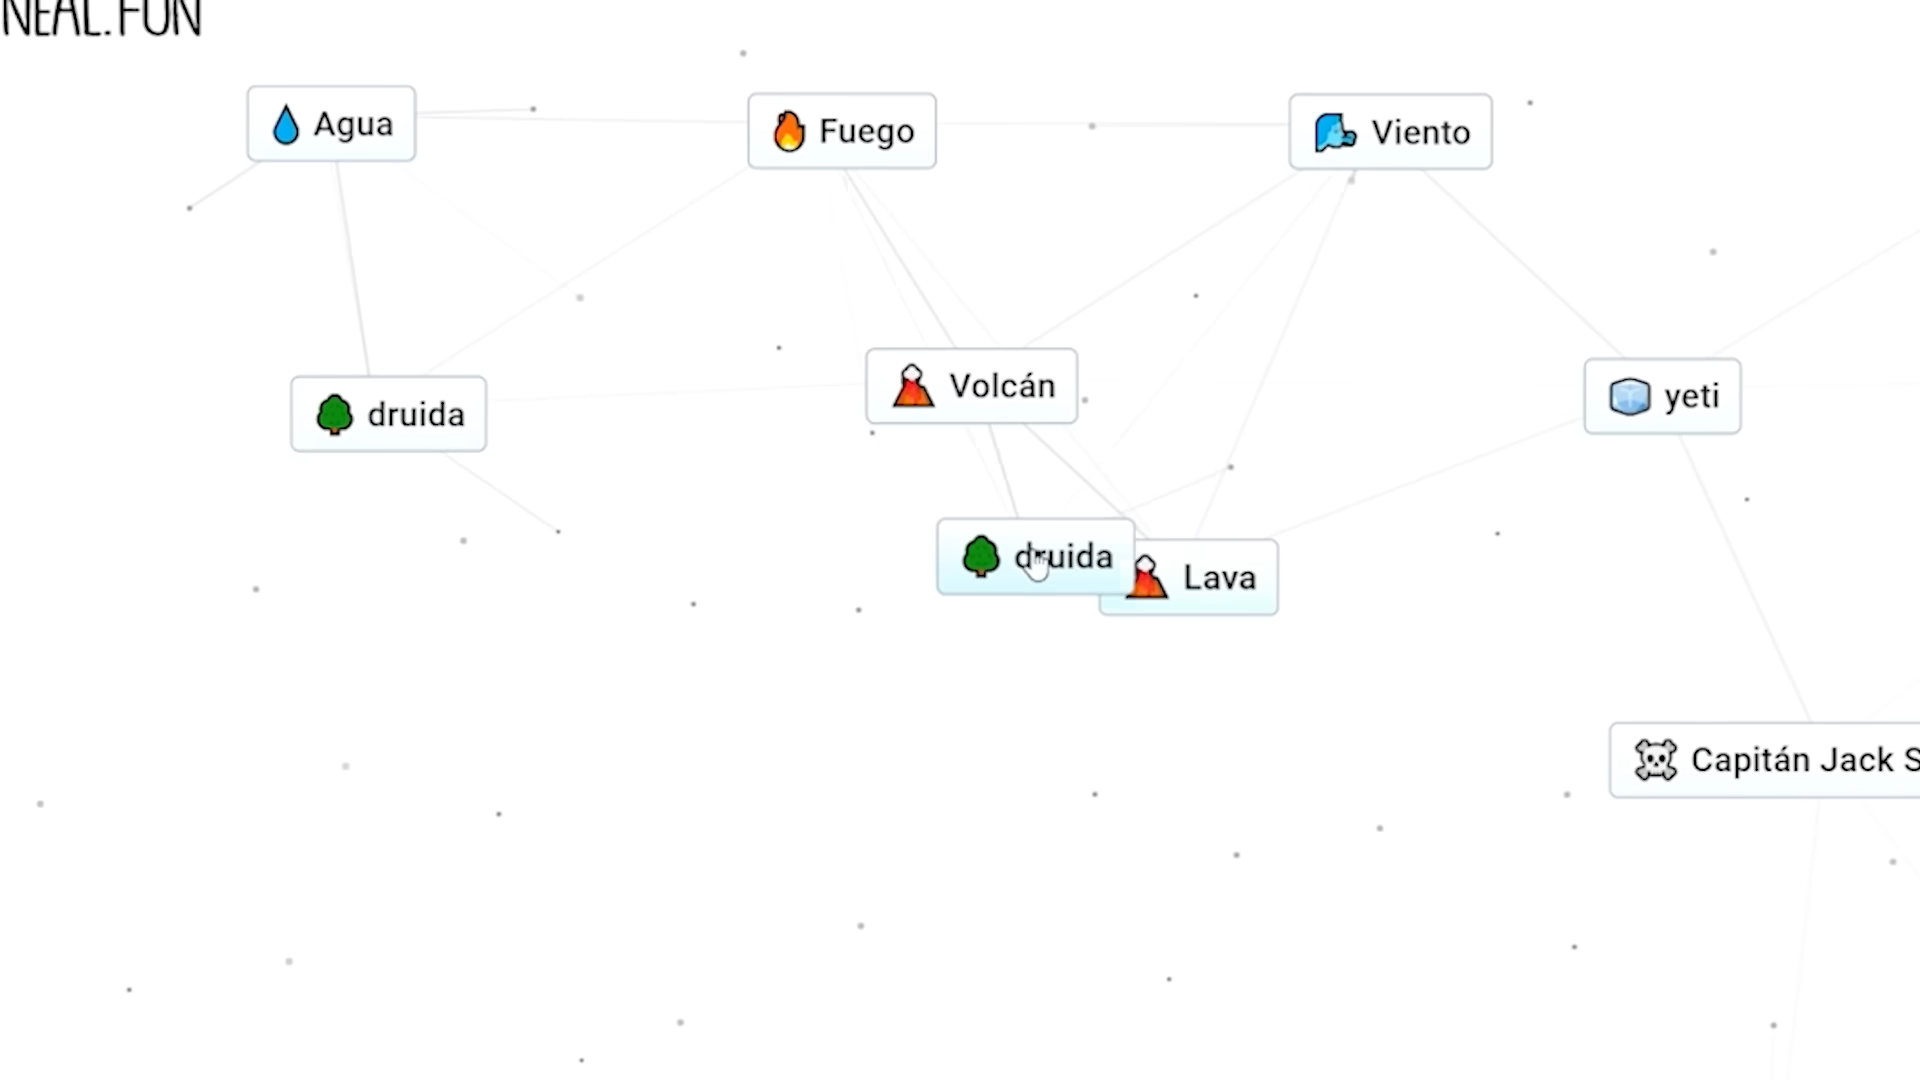 NEAL.FUN
Agua
Fuego
Viento
druida
Volcán
yeti
druida
Lava
Capitán Jack S